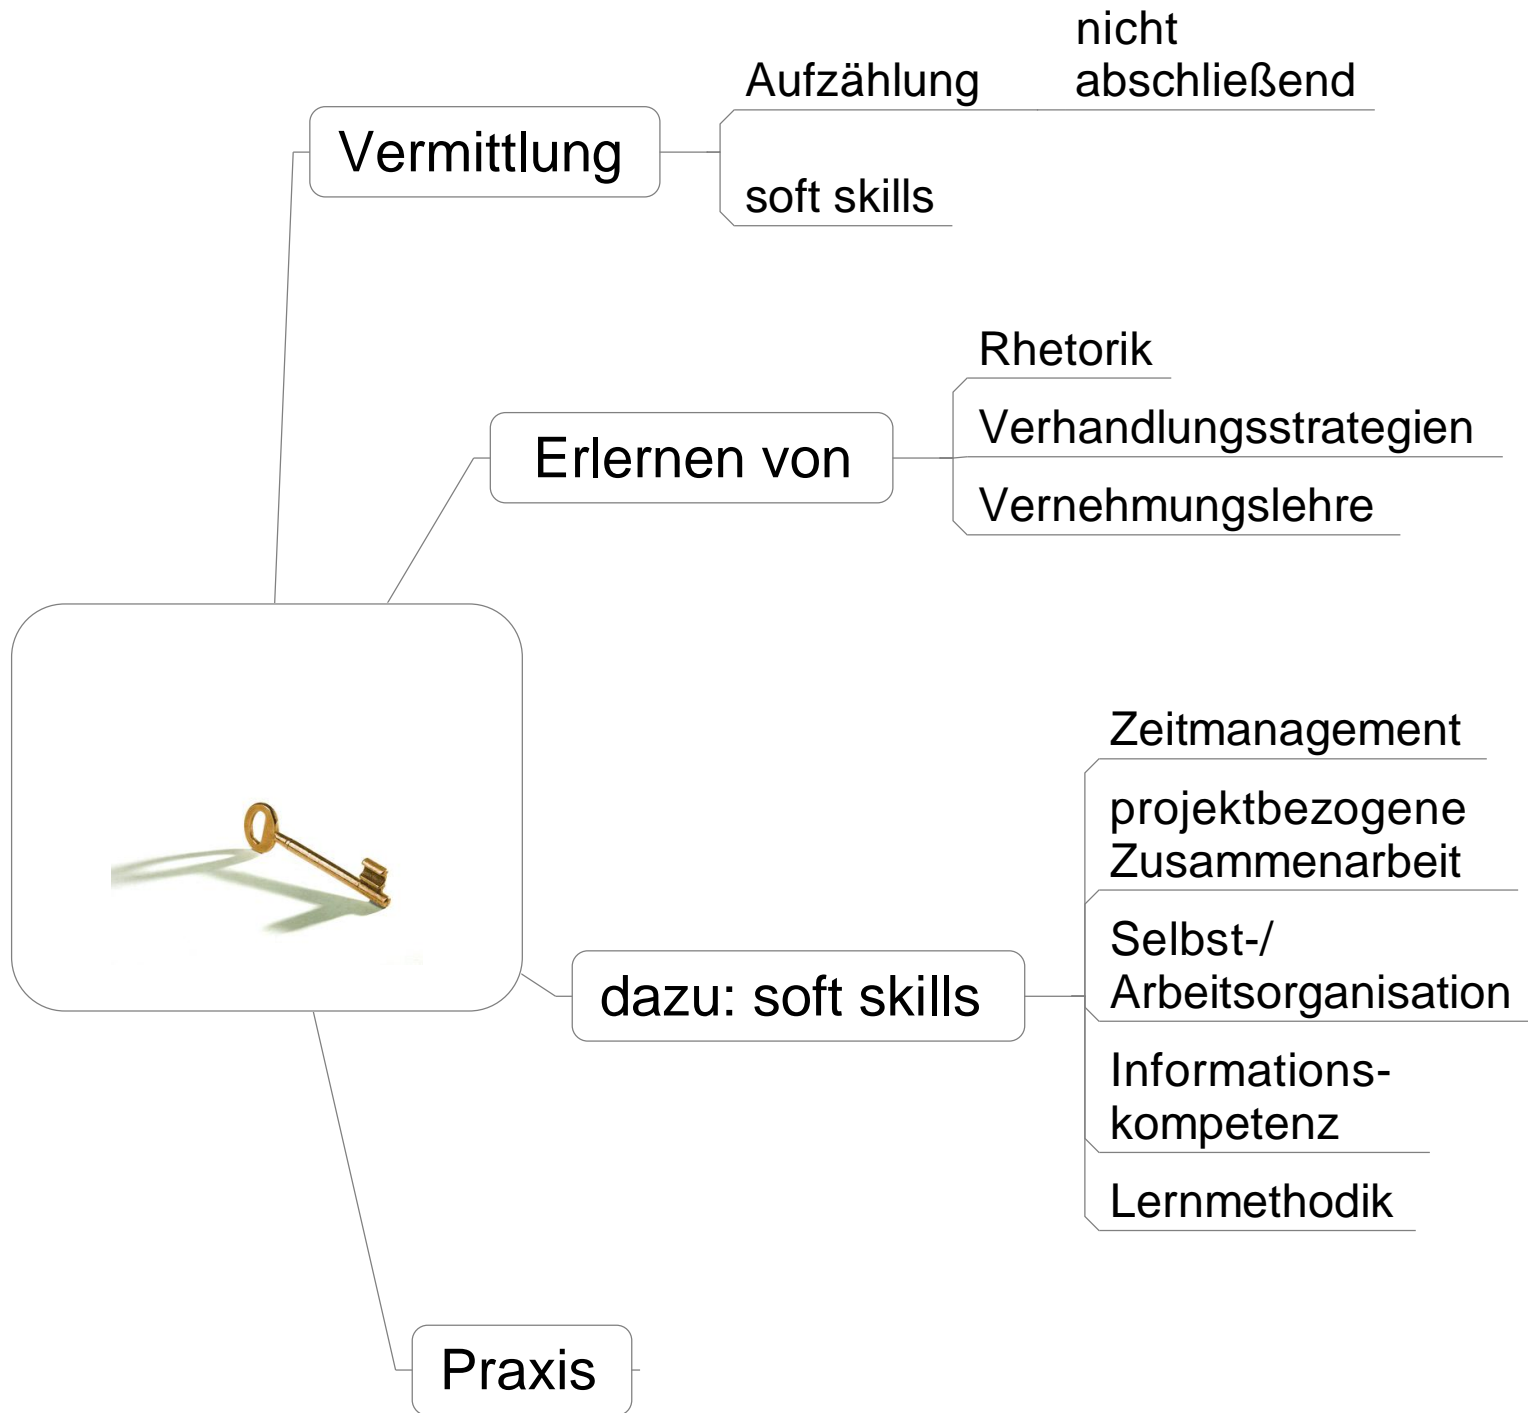 nicht
Aufzählung abschließend
Vermittlung
soft skills
Rhetorik
Verhandlungsstrategien
Erlernen von
Vernehmungslehre
Zeitmanagement
projektbezogene
Zusammenarbeit
Selbst-/
Arbeitsorganisation
dazu: soft skills
Informations-
kompetenz
Lernmethodik
Praxis